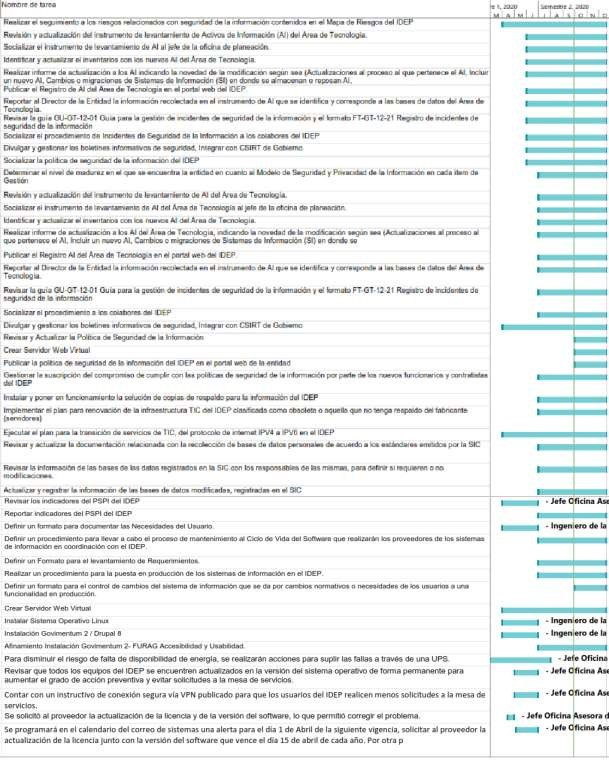 Nombre de tarea
re 1, 2020 Semestre 2, 2020
M A M J J A S O N D
Realizar el seguimiento a los riesgos relacionados con seguridad de la información contenidos en el Mapa de Riesgos del IDEP
Revisión y actualización del instrumento de levantamiento de Activos de Información (AI) del Área de Tecnología.
Socializar el instrumento de levantamiento de AI al jefe de la oficina de planeación.
Identificar y actualizar el inventarios con los nuevos AI del Área de Tecnología.
Realizar informe de actualización a los AI indicando la novedad de la modificación según see (Actualizaciones al proceso al que pertenece el AI, Incluir
un nuevo AI, Cambios o migraciones de Sistemas de Información (SI) en donde se almacenan o reposan AI.
Publicar el Registro de AI del Área de Tecnología en el portal web del IDEP.
Reportar al Director de la Entidad la información recolectada en el instrumento de AI que se identifica y corresponde a las bases de datos del Área de
Tecnología.
Revisar la guía GU-GT-12-01 Guía para la gestión de incidentes de seguridad de la información y el formato FT-GT-12-21 Registro de incidentes de
seguridad de la información
Socializar el procedimiento de Incidentes de Seguridad de la Información a los colabores del IDEP
Divulgar y gestionar los boletines informativos de seguridad, Integrar con CSIRT de Gobierno
Socializar la política de seguridad de la información del IDEP
Determinar el nivel de madurez en el que se encuentra la entidad en cuanto al Modelo de Seguridad y Privacidad de la Información en cada item de
Gestión
Revisión y actualización del instrumento de levantamiento de AI del Área de Tecnología.
Socializar el instrumento de levantamiento de AI del Área de Tecnología al jefe de la oficina de planeación.
Identificar y actualizar el inventarios con los nuevos AI del Área de Tecnología.
Realizar informe de actualización a los AI del Área de Tecnología, indicando la novedad de la modificación según see (Actualizaciones al proceso al
que pertenece el AI, Incluir un nuevo AI, Cambios o migraciones de Sistemas de Información (SI) en donde se
Publicar el Registro AI del Área de Tecnología en el portal web del IDEP.
Reportar al Director de la Entidad la información recolectada en el instrumento de AI que se identifica y corresponde a las bases de datos del Área de
Tecnología.
Revisar la guía GU-GT-12-01 Guía para la gestión de incidentes de seguridad de la información y el formato FT-GT-12-21 Registro de incidentes de
seguridad de la información
Socializar el procedimiento a los colabores del IDEP
Divulgar y gestionar los boletines informativos de seguridad, Integrar con CSIRT de Gobierno
Revisar y Actualizar la Política de Seguridad de la Información
Crear Servidor Web Virtual
Publicar la política de seguridad de la información del IDEP en el portal web de la entidad
Gestionar la suscripción del compromiso de cumplir con las políticas de seguridad de la información por parte de los nuevos funcionarios y contratistas
del IDEP
Instalar y poner en funcionamiento la solución de copias de respaldo para la información del IDEP
Implementar el plan para renovación de la infraestructura TIC del IDEP clasificada como obsoleta o aquella que no tenga respaldo del fabricante
(servidores)
Ejecutar el plan para la transición de servicios de TIC, del protocolo de internet IPV4 a IPV6 en el IDEP
Revisar y actualizar la documentación relacionada con la recolección de bases de datos personales de acuerdo a los estándares emitidos por la SIC
Revisar la información de las bases de las datos registrados en la SIC con los responsables de las mismas, para definir si requieren o no
modificaciones.
Actualizar y registrar la información de las bases de datos modificadas, registradas en el SIC
Revisar los indicadores del PSPI del IDEP - Jefe Oficina Ase
Reportar indicadores del PSPI del IDEP
Definir un formato para documentar las Necesidades del Usuario. - Ingeniero de la
Definir un procedimiento para llevar a cabo el proceso de mantenimiento al Ciclo de Vida del Software que realizarán los proveedores de los sistemas
de información en coordinación con el IDEP.
Definir un Formato para el levantamiento de Requerimientos.
Realizar un procedimiento para la puesta en producción de los sistemas de información en el IDEP.
Definir un formato para el control de cambios del sistema de información que se da por cambios normativos o necesidades de los usuarios a una
funcionalidad en producción.
Crear Servidor Web Virtual
Instalar Sistema Operativo Linux - Ingeniero de la
Instalación Govimentum 2 / Drupal 8 - Ingeniero de la
Afinamiento Instalación Govimentum 2- FURAG Accesibilidad y Usabilidad.
Para disminuir el riesgo de falta de disponibilidad de energía, se realizarán acciones para suplir las fallas a través de una UPS. - Jefe Oficina
Revisar que todos los equipos del IDEP se encuentren actualizados en la versión del sistema operativo de forma permanente para - Jefe Oficina Ase
aumentar el grado de acción preventiva y evitar solicitudes a la mesa de servicios.
Contar con un instructivo de conexión segura vía VPN publicado para que los usuarios del IDEP realicen menos solicitudes a la mesa de - Jefe Oficina Ase
servicios.
Se solicitó al proveedor la actualización de la licencia y de la versión del software, lo que permitió corregir el problema. - Jefe Oficina Asesora d
Se programará en el calendario del correo de sistemas una alerta para el día 1 de Abril de la siguiente vigencia, solicitar al proveedor la - Jefe Oficina Ase
actualización de la licencia junto con la versión del software que vence el día 15 de abril de cada año. Por otra p